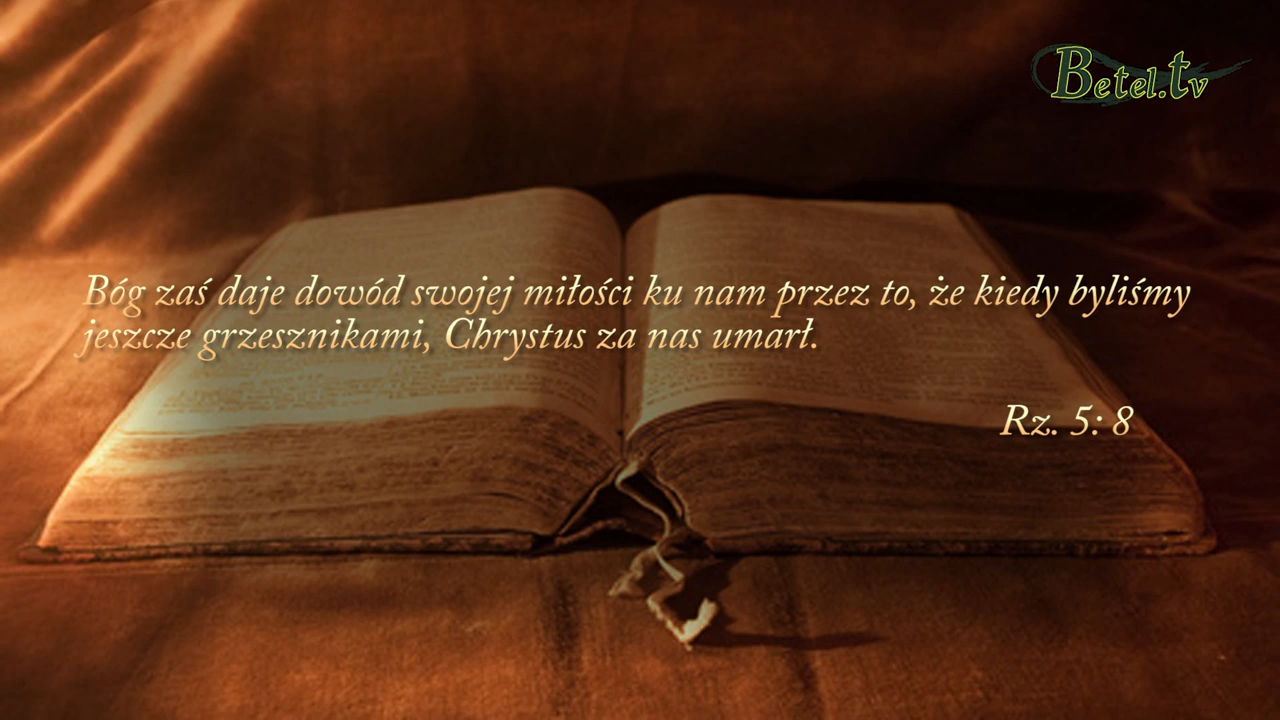 Betel.tv
Bóg zaś daje dowód swojej miłości ku nam przez to, że kiedy byliśmy
jeszcze grzesznikami, Chrystus za nas umarł.
Rz. 5: 8